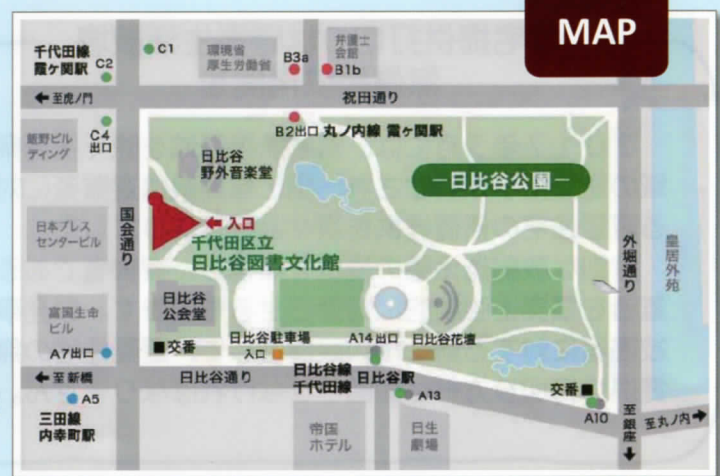 MAP
千代田線
霞ヶ関駅
C2
C1
環境省
厚生労働省
B3a
弁護士
会館
B1b
←至虎ノ門
祝田通り
飯野ビル
ディング
C4
出口
B2出口 丸ノ内線 霞ヶ関駅
日比谷
野外音楽堂
ー日比谷公園ー
日本プレス
センタービル
国会通り
←入口
千代田区立
日比谷図書文化館
外堀通り
皇居外苑
富国生命
ビル
日比谷
公会堂
A7出口
■交番
日比谷駐車場
入口
A14出口
日比谷花壇
←至新橋
日比谷通り
日比谷線
千代田線
日比谷駅
交番■
A5
A13
A10
三田線
内幸町駅
帝国
ホテル
日生
劇場
至銀座↓
至丸ノ内→